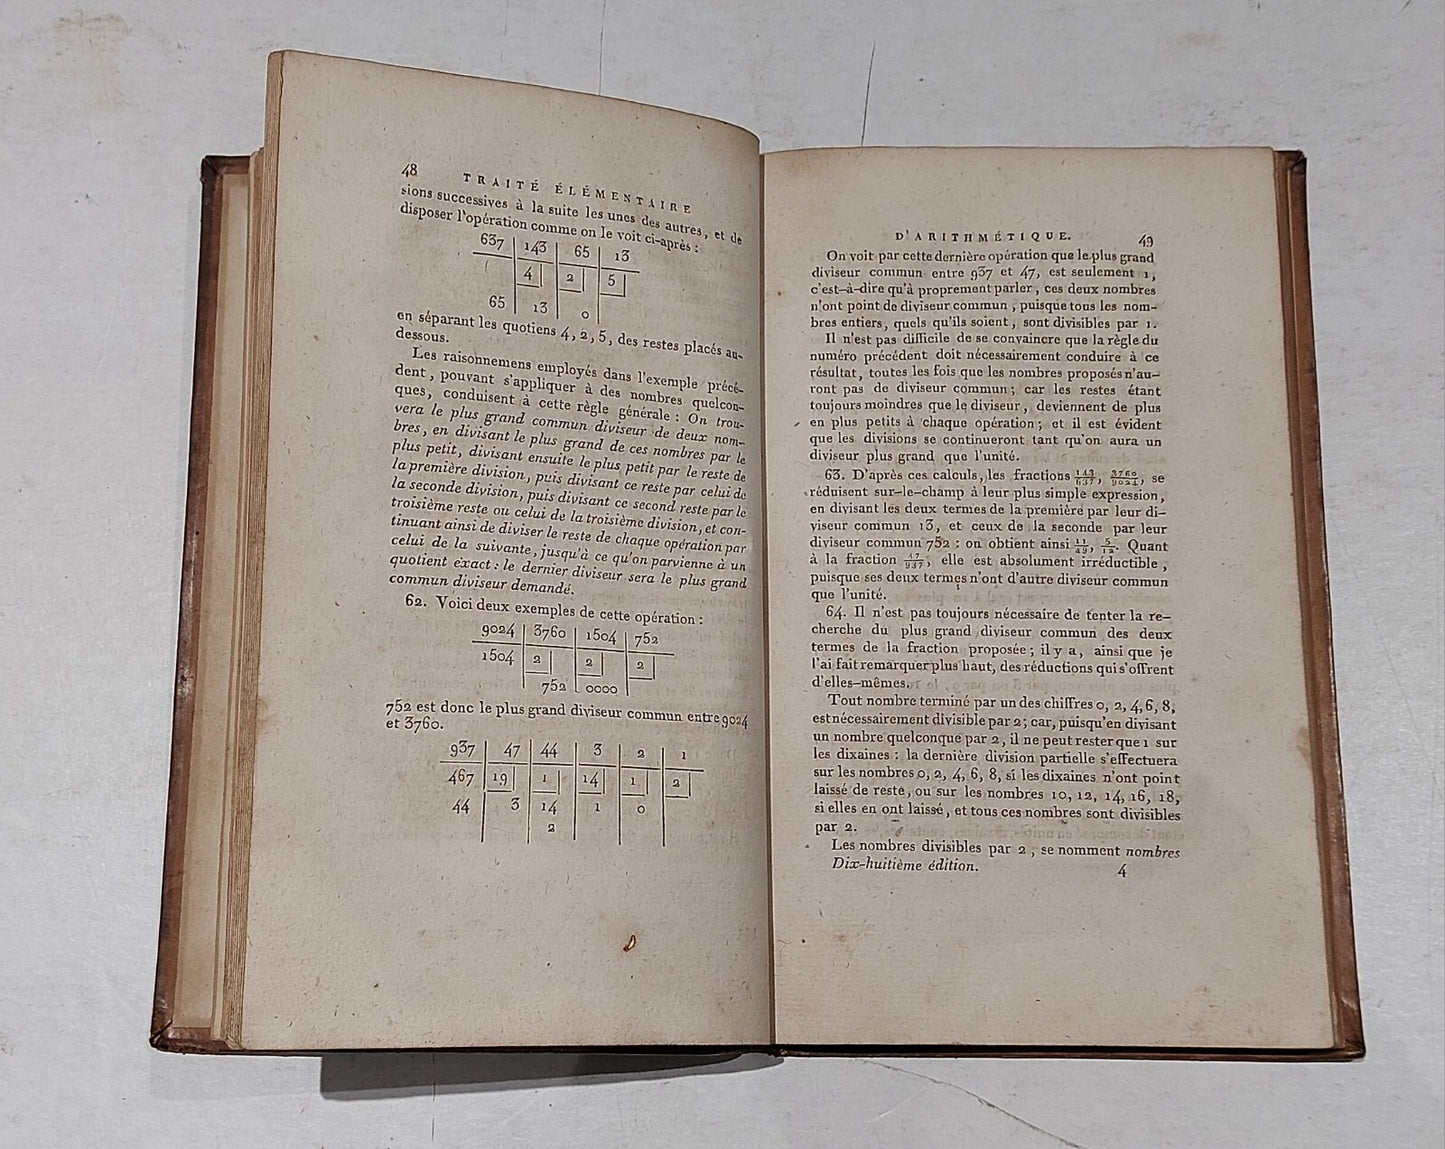 48 TRAITÉ ÉLÉMENTAIRE
sions successives à la suite les unes des autres, et de
disposer l'opération comme on le voit ci-après :
637 143 65 13
4 2 5
65 13 0
en séparant les quotiens 4, 2, 5, des restes placés au-
dessous.
Les raisonnemens employés dans l'exemple précé-
dent, pouvant s'appliquer à des nombres quelcon-
ques, conduisent à cette règle générale : On trou-
vera le plus grand commun diviseur de deux nom-
bres, en divisant le plus grand de ces nombres par le
plus petit, divisant ensuite le plus petit par le reste de
la première division, puis divisant ce reste par celui de
la seconde division, puis divisant ce second reste par le
troisième reste ou celui de la troisième division, et con-
tinuant ainsi de diviser le reste de chaque opération par
celui de la suivante, jusqu'à ce qu'on parvienne à un
quotient exact : le dernier diviseur sera le plus grand
commun diviseur demandé.
62. Voici deux exemples de cette opération :
9024 3760 1504 752
1504 2 2 2
752 0000
752 est donc le plus grand diviseur commun entre 9024
et 3760.
937 47 44 3 2 1
467 19 1 14 1 2
44 3 14 1 0
2
D'ARITHMÉTIQUE. 49
On voit par cette dernière opération que le plus grand
diviseur commun entre 937 et 47, est seulement 1,
c'est-à-dire qu'à proprement parler, ces deux nombres
n'ont point de diviseur commun, puisque tous les nom-
bres entiers, quels qu'ils soient, sont divisibles par 1.
Il n'est pas difficile de se convaincre que la règle du
numéro précédent doit nécessairement conduire à ce
résultat, toutes les fois que les nombres proposés n'au-
ront pas de diviseur commun ; car les restes étant
toujours moindres que le diviseur, deviennent de plus
en plus petits à chaque opération ; et il est évident
que les divisions se continueront tant qu'on aura un
diviseur plus grand que l'unité.
63. D'après ces calculs, les fractions 143/637, 3760/9024, se
réduisent sur-le-champ à leur plus simple expression,
en divisant les deux termes de la première par leur di-
viseur commun 13, et ceux de la seconde par leur
diviseur commun 752 : on obtient ainsi 11/49, 5/12. Quant
à la fraction 47/937, elle est absolument irréductible,
puisque ses deux termes n'ont d'autre diviseur commun
que l'unité.
64. Il n'est pas toujours nécessaire de tenter la re-
cherche du plus grand diviseur commun des deux
termes de la fraction proposée ; il y a, ainsi que je
l'ai fait remarquer plus haut, des réductions qui s'offrent
d'elles-mêmes.
Tout nombre terminé par un des chiffres 0, 2, 4, 6, 8,
est nécessairement divisible par 2 ; car, puisqu'en divisant
un nombre quelconque par 2, il ne peut rester que 1 sur
les dixaines : la dernière division partielle s'effectuera
sur les nombres 0, 2, 4, 6, 8, si les dixaines n'ont point
laissé de reste, ou sur les nombres 10, 12, 14, 16, 18,
si elles en ont laissé, et tous ces nombres sont divisibles
par 2.
Les nombres divisibles par 2, se nomment nombres
Dix-huitième édition. 4